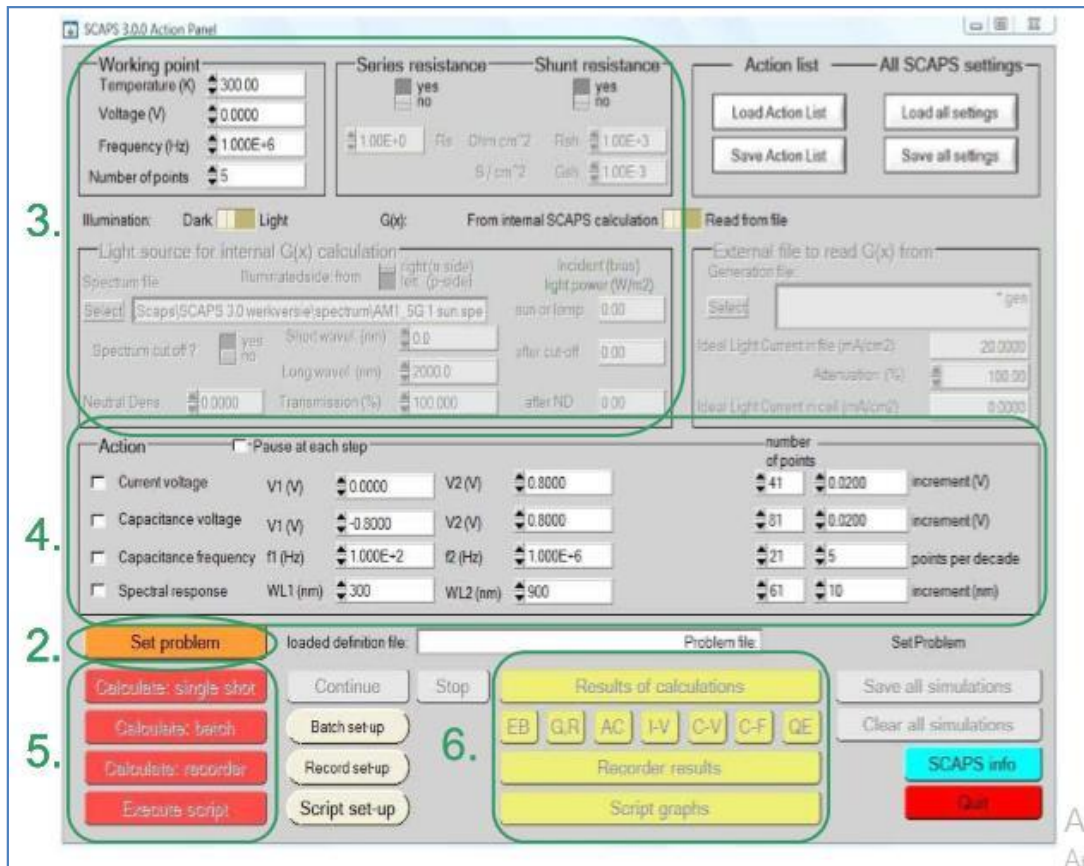 SCAPS 3.0.0 Action Panel
Working point
Temperature (K) 300.00
Voltage (V) 0.0000
Frequency (Hz) 1.000E+6
Number of points 5
Series resistance
yes
no
1.00E+0 Rs Ohm cm^2
Shunt resistance
yes
no
Rsh 1.00E+3
S / cm^2 Gsh 1.00E-3
Action list
Load Action List
Save Action List
All SCAPS settings
Load all settings
Save all settings
3.
Illumination: Dark Light G(x): From internal SCAPS calculation Read from file
Light source for internal G(x) calculation
Spectrum file Illuminated side: from right (n-side)
left (p-side)
Incident (bias)
light power (W/m2)
Select Scaps\SCAPS 3.0 werkversie\spectrum\AM1_5G 1 sun.spe sun or lamp 0.00
Spectrum cut off ? yes
no
Short wavel. (nm) 0.0
after cut-off 0.00
Long wavel. (nm) 2000.0
Neutral Dens. 0.0000 Transmission (%) 100.000 after ND 0.00
External file to read G(x) from
Generation file:
Select *.gen
Ideal Light Current in file (mA/cm2) 20.0000
Attenuation (%) 100.00
Ideal Light Current in cell (mA/cm2) 0.0000
4.
Action Pause at each step number
of points
Current voltage V1 (V) 0.0000 V2 (V) 0.8000 41 0.0200 increment (V)
Capacitance voltage V1 (V) -0.8000 V2 (V) 0.8000 81 0.0200 increment (V)
Capacitance frequency f1 (Hz) 1.000E+2 f2 (Hz) 1.000E+6 21 5 points per decade
Spectral response WL1 (nm) 300 WL2 (nm) 900 61 10 increment (nm)
2.
Set problem loaded definition file: Problem file: Set Problem
5.
Calculate: single shot Continue Stop
Calculate: batch Batch set-up
Calculate: recorder Record set-up
Execute script Script set-up
6.
Results of calculations
EB G,R AC I-V C-V C-F QE
Recorder results
Script graphs
Save all simulations
Clear all simulations
SCAPS info
Quit